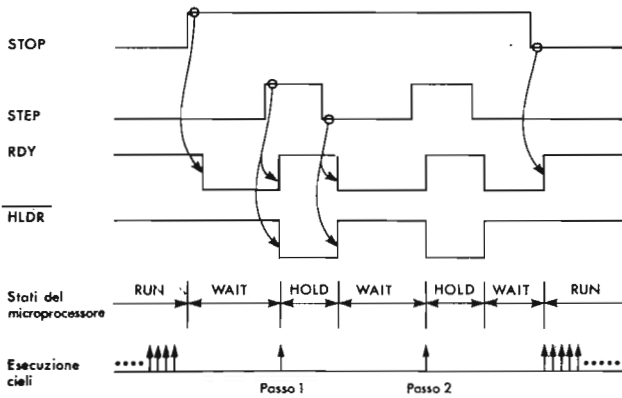 STOP
STEP
RDY
HLDR
Stati del microprocessore
RUN WAIT HOLD WAIT HOLD WAIT RUN
Esecuzione cieli
Passo 1 Passo 2